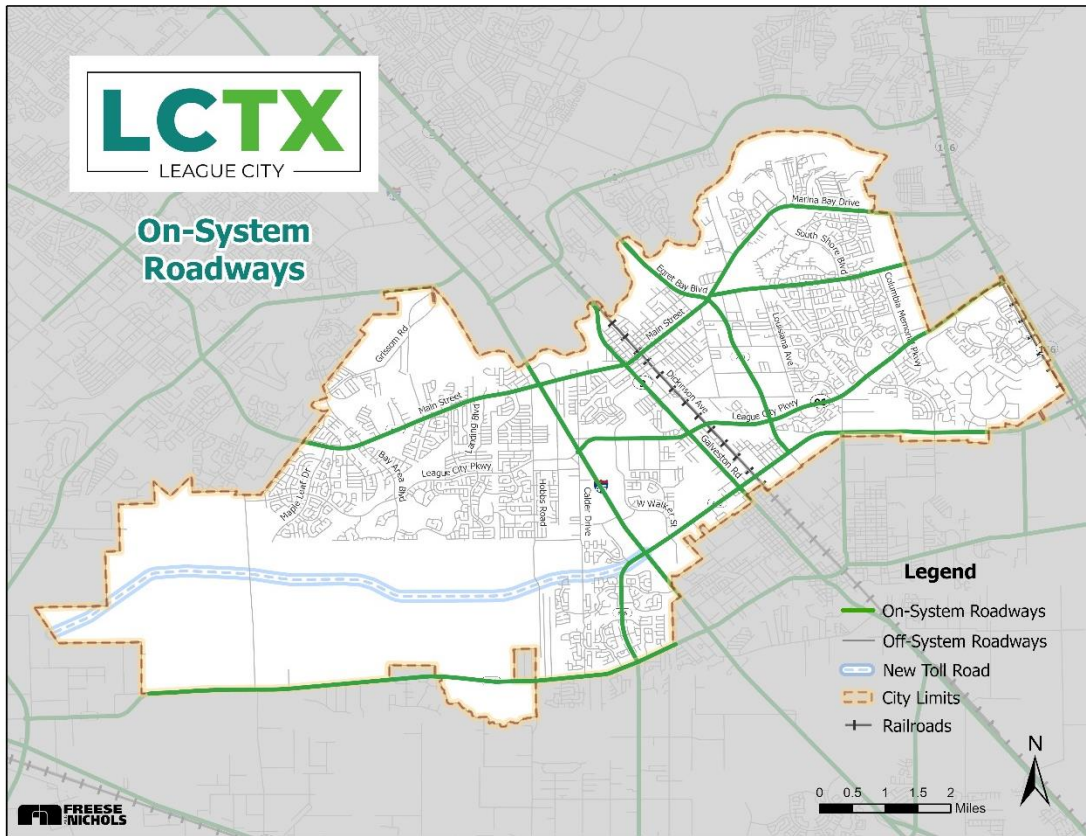 LCTX
LEAGUE CITY
On-System
Roadways
Marina Bay Drive
South Shore Blvd
Egret Bay Blvd
Columbia Memorial Pkwy
Main Street
Louisiana Ave
Grissom Rd
Dickinson Ave
Main Street
League City Pkwy
Landing Blvd
Galveston Rd
Bay Area Blvd
League City Pkwy
Maple Leaf Dr
Hobbs Road
Calder Drive
W Walker St
Legend
On-System Roadways
Off-System Roadways
New Toll Road
City Limits
Railroads
N
0 0.5 1 1.5 2
Miles
FREESE
NICHOLS